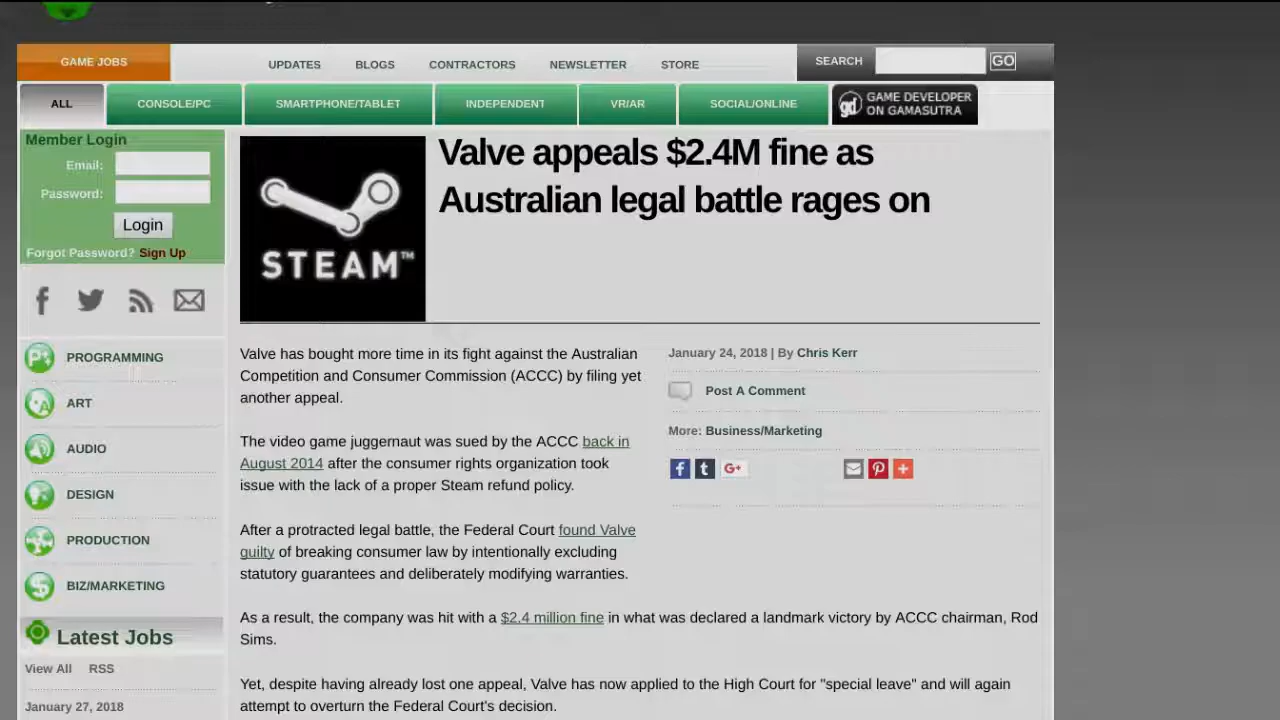 GAME JOBS
UPDATES BLOGS CONTRACTORS NEWSLETTER STORE
SEARCH GO
ALL CONSOLE/PC SMARTPHONE/TABLET INDEPENDENT VR/AR SOCIAL/ONLINE
gd GAME DEVELOPER
ON GAMASUTRA
Member Login
Email:
Password:
Login
Forgot Password? Sign Up
PROGRAMMING
ART
AUDIO
DESIGN
PRODUCTION
BIZ/MARKETING
Latest Jobs
View All RSS
January 27, 2018
STEAM™
Valve appeals $2.4M fine as
Australian legal battle rages on
Valve has bought more time in its fight against the Australian
Competition and Consumer Commission (ACCC) by filing yet
another appeal.
The video game juggernaut was sued by the ACCC back in
August 2014 after the consumer rights organization took
issue with the lack of a proper Steam refund policy.
After a protracted legal battle, the Federal Court found Valve
guilty of breaking consumer law by intentionally excluding
statutory guarantees and deliberately modifying warranties.
As a result, the company was hit with a $2.4 million fine in what was declared a landmark victory by ACCC chairman, Rod
Sims.
Yet, despite having already lost one appeal, Valve has now applied to the High Court for "special leave" and will again
attempt to overturn the Federal Court's decision.
January 24, 2018 | By Chris Kerr
Post A Comment
More: Business/Marketing
f t G+